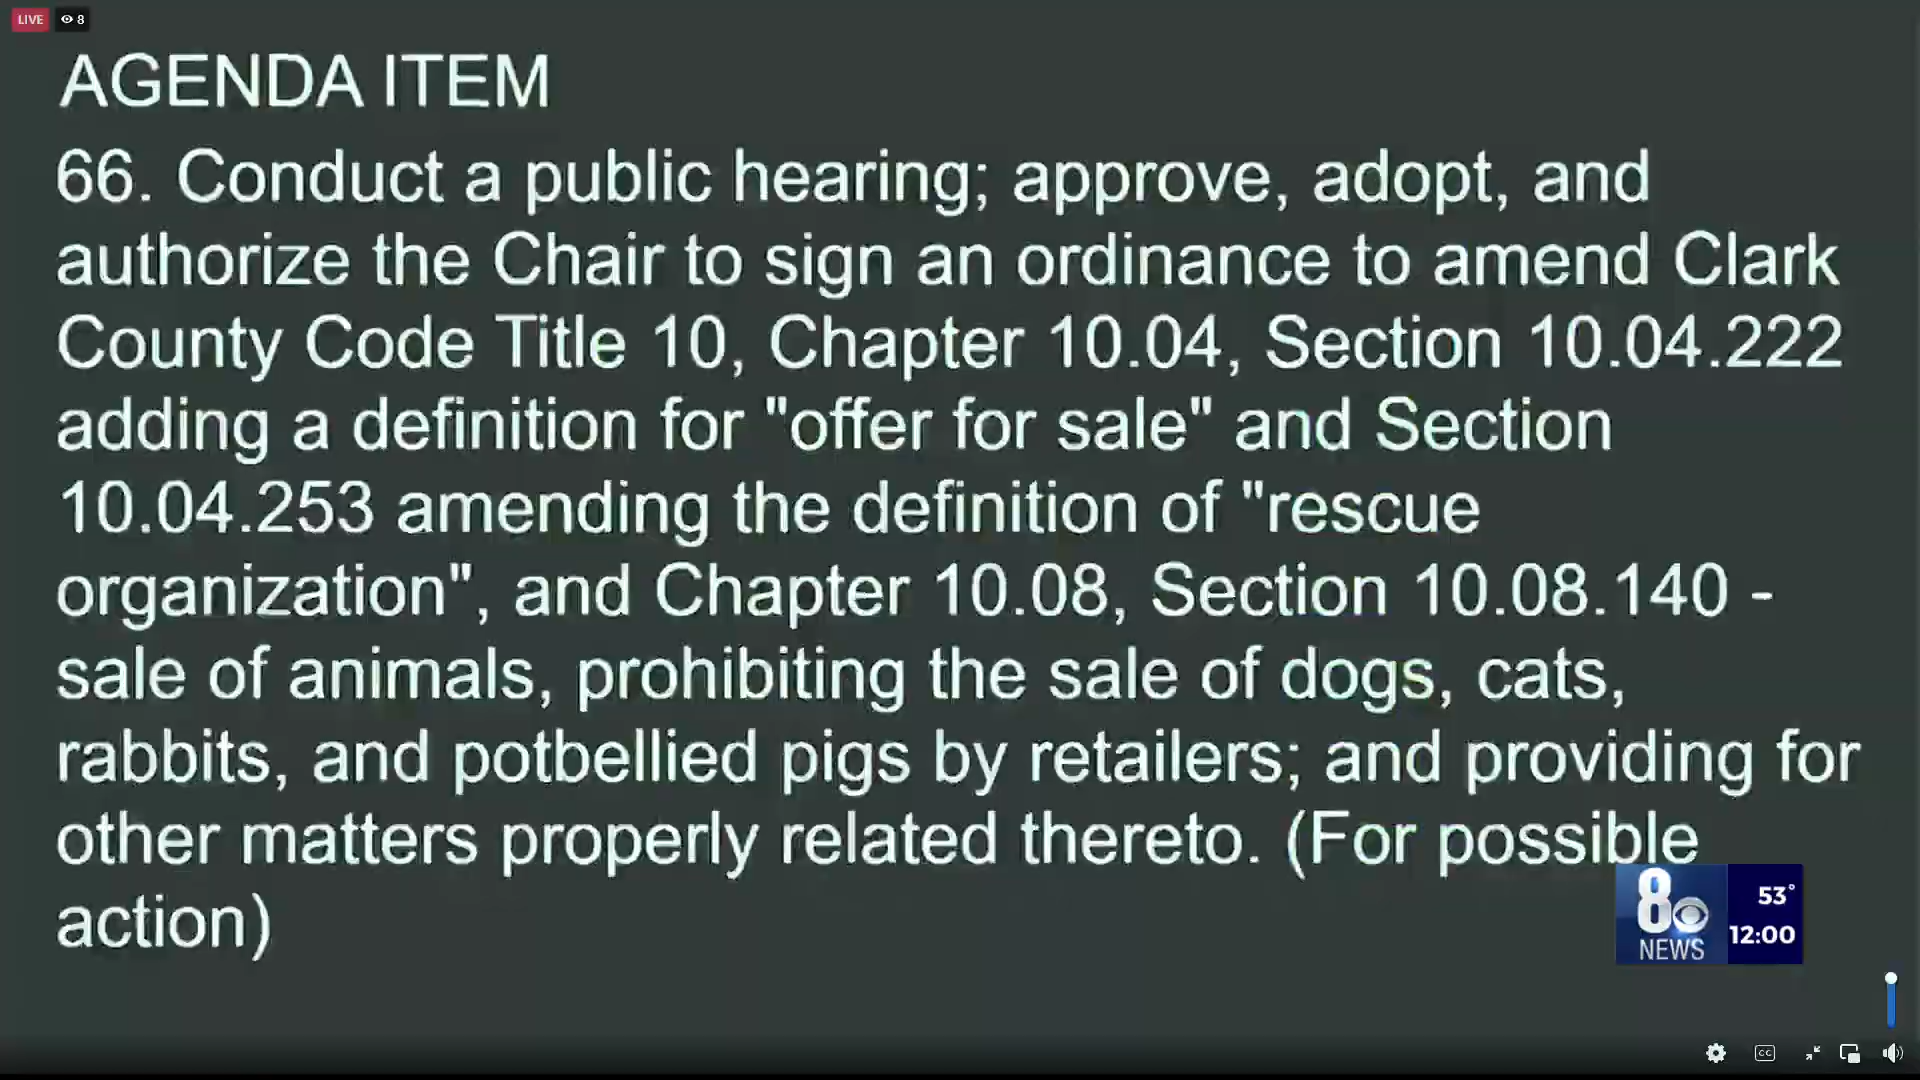 LIVE 8
AGENDA ITEM
66. Conduct a public hearing; approve, adopt, and
authorize the Chair to sign an ordinance to amend Clark
County Code Title 10, Chapter 10.04, Section 10.04.222
adding a definition for "offer for sale" and Section
10.04.253 amending the definition of "rescue
organization", and Chapter 10.08, Section 10.08.140 -
sale of animals, prohibiting the sale of dogs, cats,
rabbits, and potbellied pigs by retailers; and providing for
other matters properly related thereto. (For possible
action)
8
NEWS
53°
12:00
CC